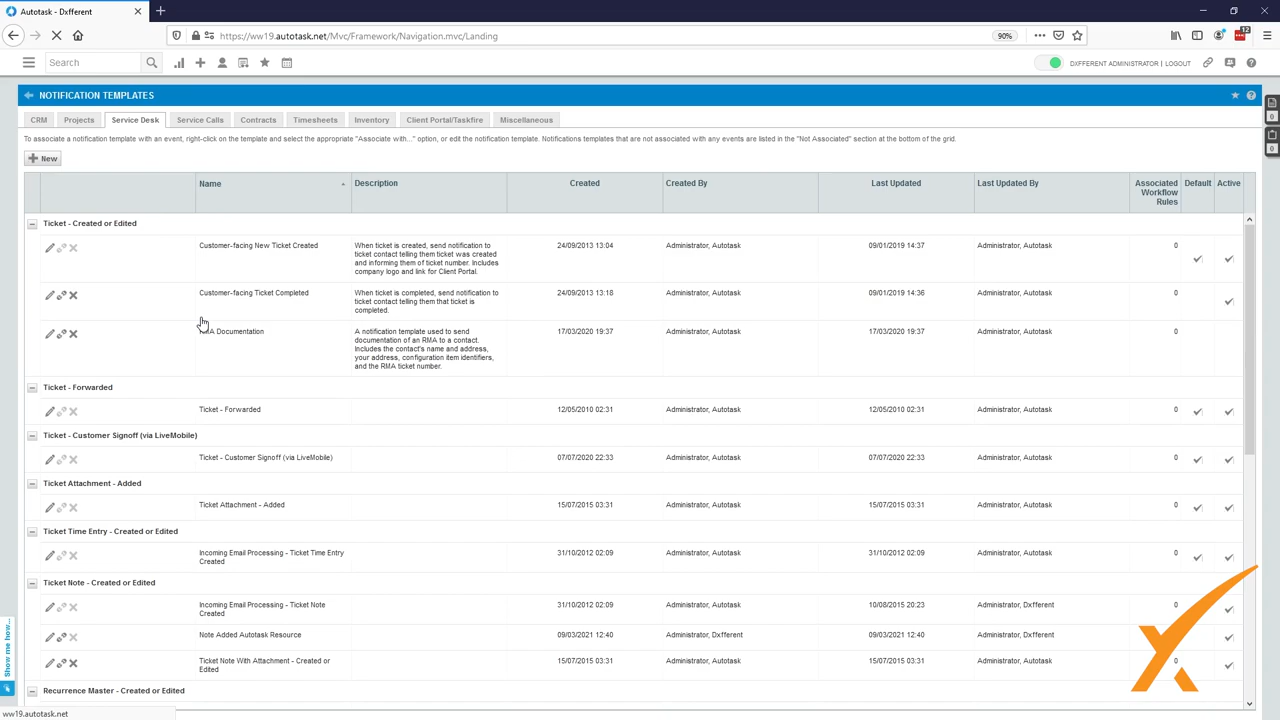 Autotask - Dxfferent
https://ww19.autotask.net/Mvc/Framework/Navigation.mvc/Landing
90%
12
Search
DXFFERENT ADMINISTRATOR | LOGOUT
NOTIFICATION TEMPLATES
CRM
Projects
Service Desk
Service Calls
Contracts
Timesheets
Inventory
Client Portal/Taskfire
Miscellaneous
0
0
To associate a notification template with an event, right-click on the template and select the appropriate "Associate with..." option, or edit the notification template. Notifications templates that are not associated with any events are listed in the "Not Associated" section at the bottom of the grid.
New
Name
Description
Created
Created By
Last Updated
Last Updated By
Associated
Workflow
Rules
Default
Active
Ticket - Created or Edited
Customer-facing New Ticket Created
When ticket is created, send notification to
ticket contact telling them ticket was created
and informing them of ticket number. Includes
company logo and link for Client Portal.
24/09/2013 13:04
Administrator, Autotask
09/01/2019 14:37
Administrator, Autotask
0
Customer-facing Ticket Completed
When ticket is completed, send notification to
ticket contact telling them that ticket is
completed.
24/09/2013 13:18
Administrator, Autotask
09/01/2019 14:36
Administrator, Autotask
0
RMA Documentation
A notification template used to send
documentation of an RMA to a contact.
Includes the contact's name and address,
your address, configuration item identifiers,
and the RMA ticket number.
17/03/2020 19:37
Administrator, Autotask
17/03/2020 19:37
Administrator, Autotask
0
Ticket - Forwarded
Ticket - Forwarded
12/05/2010 02:31
Administrator, Autotask
12/05/2010 02:31
Administrator, Autotask
0
Ticket - Customer Signoff (via LiveMobile)
Ticket - Customer Signoff (via LiveMobile)
07/07/2020 22:33
Administrator, Autotask
07/07/2020 22:33
Administrator, Autotask
0
Ticket Attachment - Added
Ticket Attachment - Added
15/07/2015 03:31
Administrator, Autotask
15/07/2015 03:31
Administrator, Autotask
0
Ticket Time Entry - Created or Edited
Incoming Email Processing - Ticket Time Entry
Created
31/10/2012 02:09
Administrator, Autotask
31/10/2012 02:09
Administrator, Autotask
0
Ticket Note - Created or Edited
Incoming Email Processing - Ticket Note
Created
31/10/2012 02:09
Administrator, Autotask
10/08/2015 20:23
Administrator, Dxfferent
0
Note Added Autotask Resource
09/03/2021 12:40
Administrator, Dxfferent
09/03/2021 12:40
Administrator, Dxfferent
Ticket Note With Attachment - Created or
Edited
15/07/2015 03:31
Administrator, Autotask
15/07/2015 03:31
Administrator, Autotask
0
Recurrence Master - Created or Edited
Show me how...
ww19.autotask.net